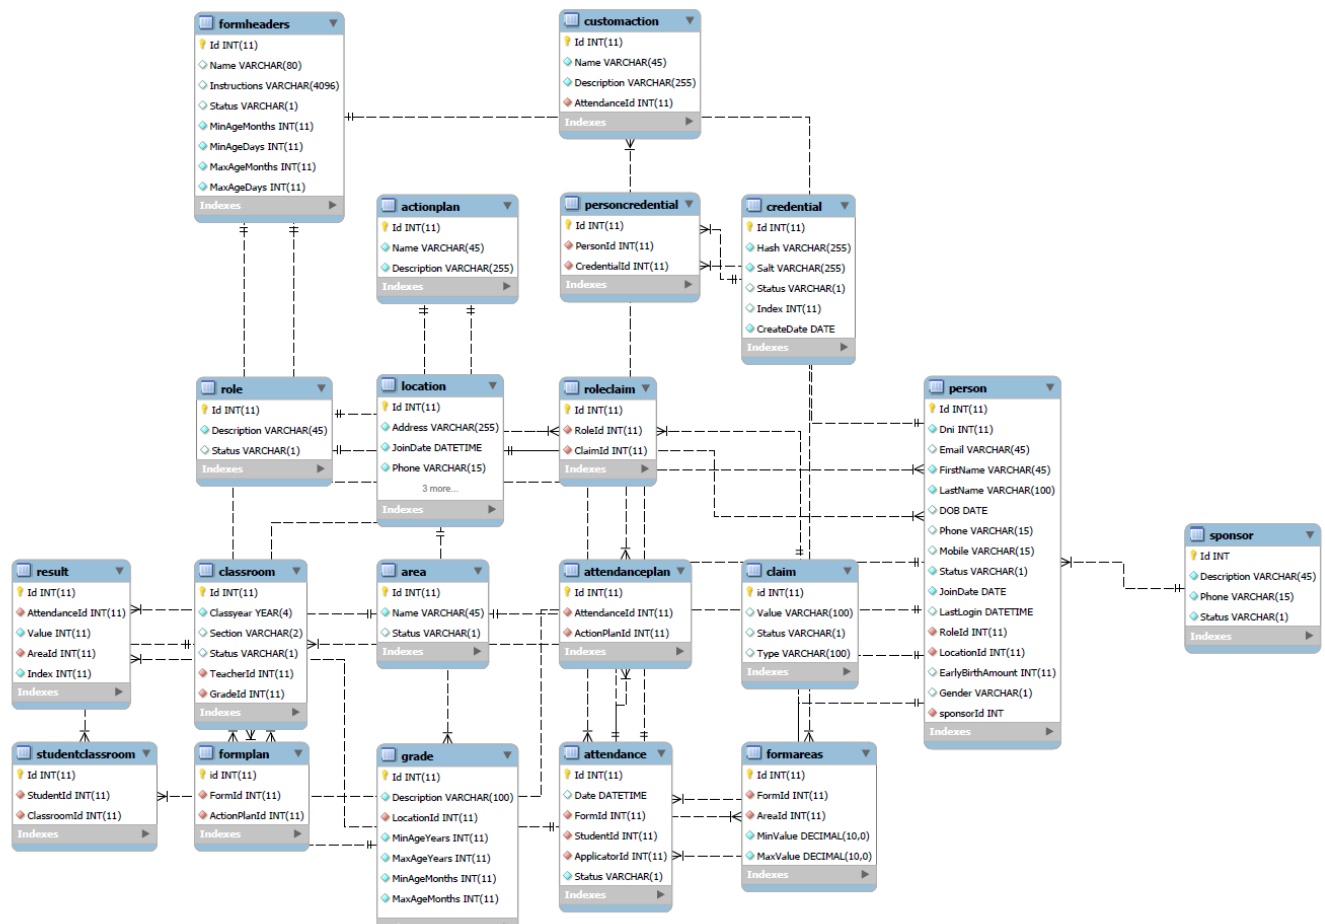 formheaders
Id INT(11)
Name VARCHAR(80)
Instructions VARCHAR(4096)
Status VARCHAR(1)
MinAgeMonths INT(11)
MinAgeDays INT(11)
MaxAgeMonths INT(11)
MaxAgeDays INT(11)
Indexes
customaction
Id INT(11)
Name VARCHAR(45)
Description VARCHAR(255)
AttendanceId INT(11)
Indexes
actionplan
Id INT(11)
Name VARCHAR(45)
Description VARCHAR(255)
Indexes
personcredential
Id INT(11)
PersonId INT(11)
CredentialId INT(11)
Indexes
credential
Id INT(11)
Hash VARCHAR(255)
Salt VARCHAR(255)
Status VARCHAR(1)
Index INT(11)
CreateDate DATE
Indexes
role
Id INT(11)
Description VARCHAR(45)
Status VARCHAR(1)
Indexes
location
Id INT(11)
Address VARCHAR(255)
JoinDate DATETIME
Phone VARCHAR(15)
3 more...
Indexes
roleclaim
Id INT(11)
RoleId INT(11)
ClaimId INT(11)
Indexes
person
Id INT(11)
Dni INT(11)
Email VARCHAR(45)
FirstName VARCHAR(45)
LastName VARCHAR(100)
DOB DATE
Phone VARCHAR(15)
Mobile VARCHAR(15)
Status VARCHAR(1)
JoinDate DATE
LastLogin DATETIME
RoleId INT(11)
LocationId INT(11)
EarlyBirthAmount INT(11)
Gender VARCHAR(1)
sponsorId INT
Indexes
sponsor
Id INT
Description VARCHAR(45)
Phone VARCHAR(15)
Status VARCHAR(1)
Indexes
result
Id INT(11)
AttendanceId INT(11)
Value INT(11)
AreaId INT(11)
Index INT(11)
Indexes
classroom
Id INT(11)
Classyear YEAR(4)
Section VARCHAR(2)
Status VARCHAR(1)
TeacherId INT(11)
GradeId INT(11)
Indexes
area
Id INT(11)
Name VARCHAR(45)
Status VARCHAR(1)
Indexes
attendanceplan
Id INT(11)
AttendanceId INT(11)
ActionPlanId INT(11)
Indexes
claim
id INT(11)
Value VARCHAR(100)
Status VARCHAR(1)
Type VARCHAR(100)
Indexes
studentclassroom
Id INT(11)
StudentId INT(11)
ClassroomId INT(11)
Indexes
formplan
id INT(11)
FormId INT(11)
ActionPlanId INT(11)
Indexes
grade
Id INT(11)
Description VARCHAR(100)
LocationId INT(11)
MinAgeYears INT(11)
MaxAgeYears INT(11)
MinAgeMonths INT(11)
MaxAgeMonths INT(11)
attendance
Id INT(11)
Date DATETIME
FormId INT(11)
StudentId INT(11)
ApplicatorId INT(11)
Status VARCHAR(1)
Indexes
formareas
Id INT(11)
FormId INT(11)
AreaId INT(11)
MinValue DECIMAL(10,0)
MaxValue DECIMAL(10,0)
Indexes